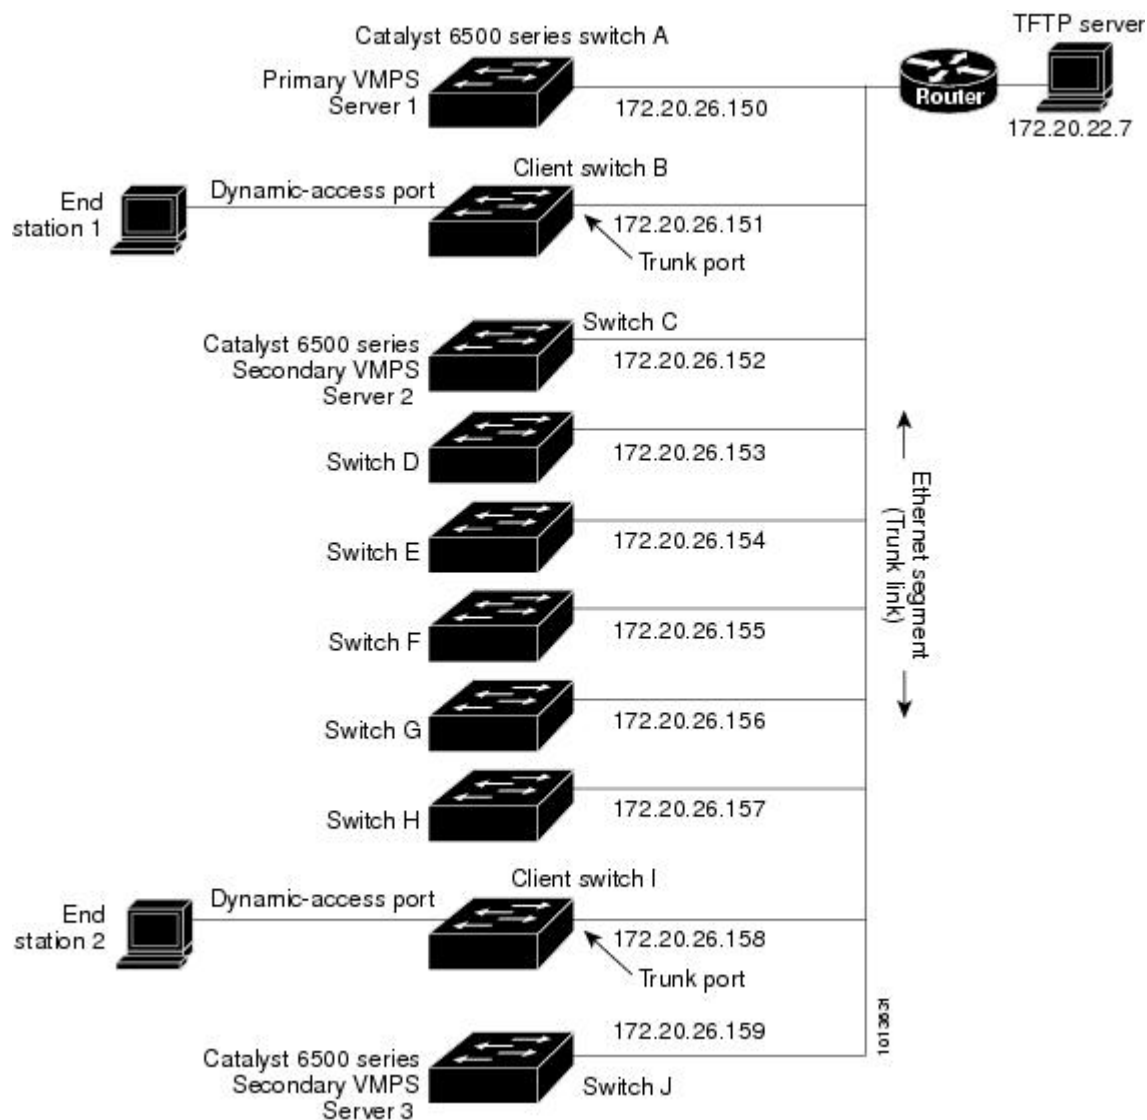 TFTP server
Catalyst 6500 series switch A
Primary VMPS
Server 1
172.20.26.150
Router
172.20.22.7
Client switch B
Dynamic-access port
End
station 1
172.20.26.151
Trunk port
Switch C
Catalyst 6500 series
Secondary VMPS
Server 2
172.20.26.152
Switch D
172.20.26.153
Switch E
172.20.26.154
Ethernet segment
(Trunk link)
Switch F
172.20.26.155
Switch G
172.20.26.156
Switch H
172.20.26.157
Client switch I
Dynamic-access port
End
station 2
172.20.26.158
Trunk port
172.20.26.159
101363t
Catalyst 6500 series
Secondary VMPS
Server 3
Switch J